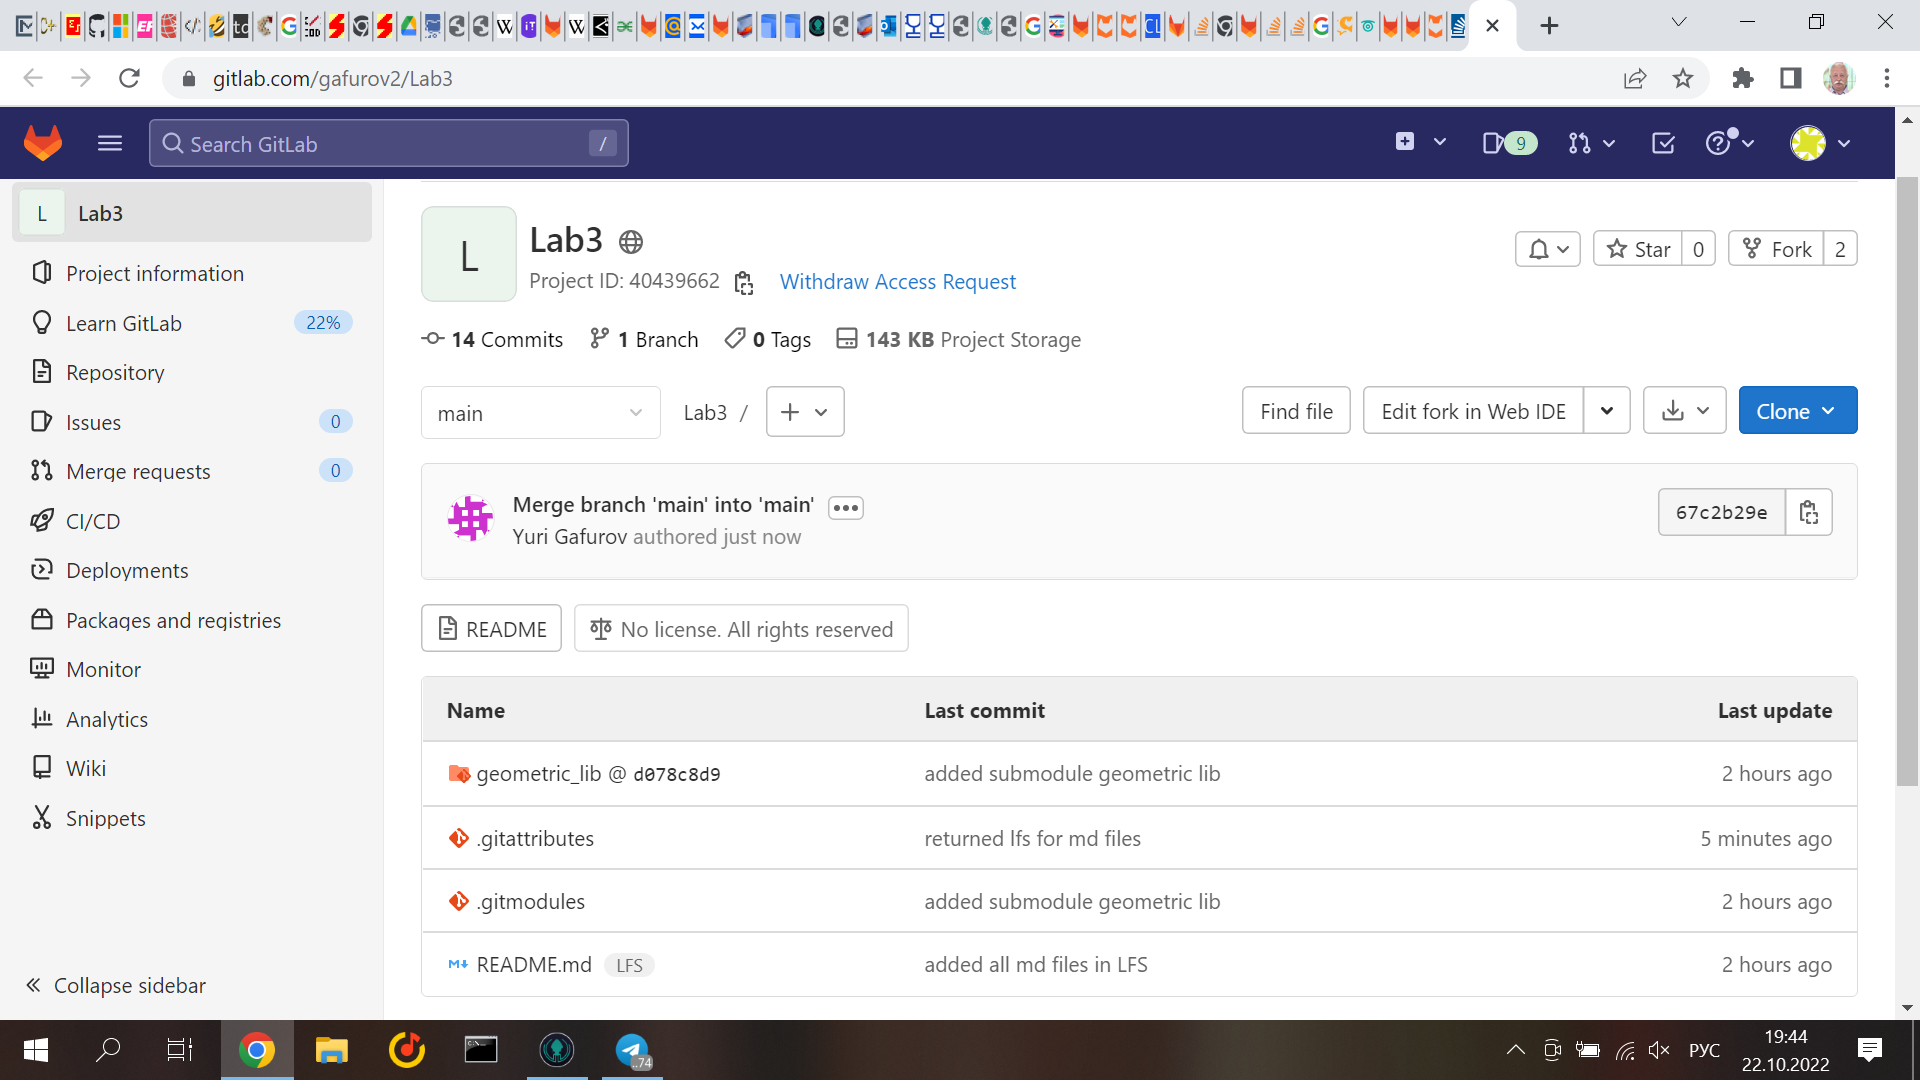 gitlab.com/gafurov2/Lab3
Search GitLab /
9
L Lab3
Project information
Learn GitLab 22%
Repository
Issues 0
Merge requests 0
CI/CD
Deployments
Packages and registries
Monitor
Analytics
Wiki
Snippets
Collapse sidebar
L
Lab3
Project ID: 40439662 Withdraw Access Request
Star 0 Fork 2
14 Commits 1 Branch 0 Tags 143 KB Project Storage
main Lab3 / Find file Edit fork in Web IDE Clone
Merge branch 'main' into 'main'
Yuri Gafurov authored just now
67c2b29e
README No license. All rights reserved
Name Last commit Last update
geometric_lib @ d078c8d9 added submodule geometric lib 2 hours ago
.gitattributes returned lfs for md files 5 minutes ago
.gitmodules added submodule geometric lib 2 hours ago
README.md LFS added all md files in LFS 2 hours ago
..74
РУС
19:44
22.10.2022